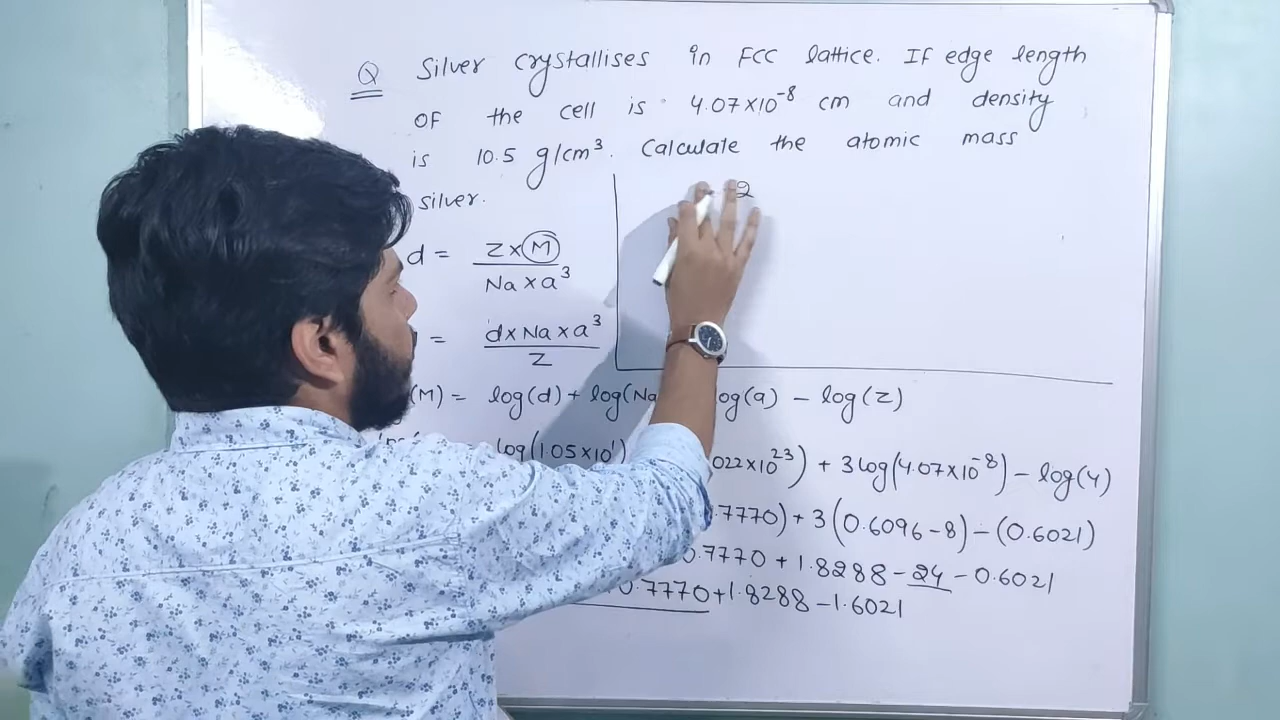 Q Silver crystallises in FCC lattice. If edge length
OF the cell is 4.07×10⁻⁸ cm and density
is 10.5 g/cm³. Calculate the atomic mass
silver.
2
d = Z×M / Na×a³
= d×Na×a³ / Z
(M) = log(d) + log(Na log(a) - log(Z)
log(1.05×10¹) 022×10²³) + 3log(4.07×10⁻⁸) - log(4)
.7770) + 3(0.6096-8) - (0.6021)
0.7770 + 1.8288 - 24 - 0.6021
0.7770 + 1.8288 - 1.6021